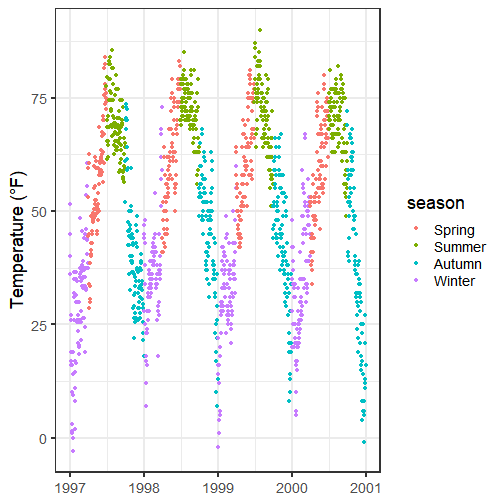 Temperature (°F)
75
50
25
0
1997
1998
1999
2000
2001
season
Spring
Summer
Autumn
Winter